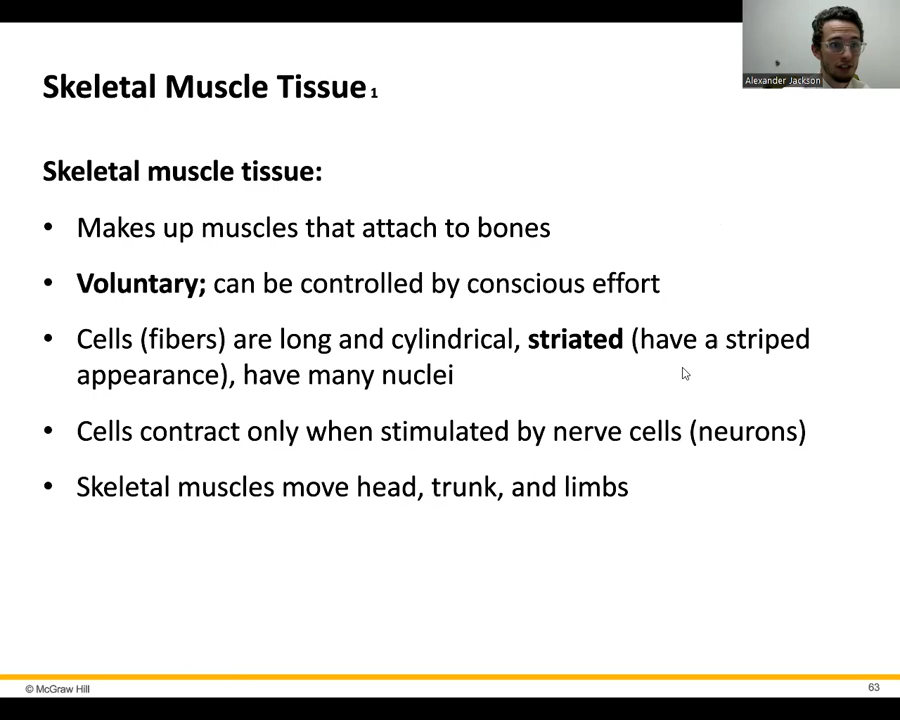 Alexander Jackson
Skeletal Muscle Tissue 1
Skeletal muscle tissue:
• Makes up muscles that attach to bones
• Voluntary; can be controlled by conscious effort
• Cells (fibers) are long and cylindrical, striated (have a striped
appearance), have many nuclei
• Cells contract only when stimulated by nerve cells (neurons)
• Skeletal muscles move head, trunk, and limbs
© McGraw Hill
63